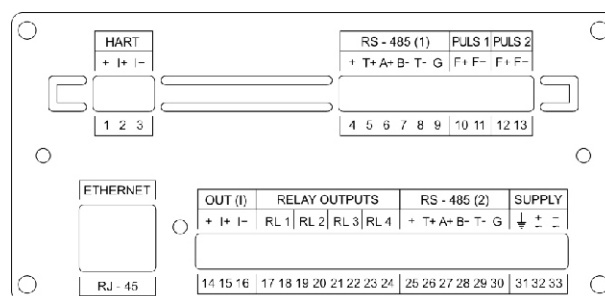 HART
+ I+ I−
1 2 3
RS - 485 (1) PULS 1 PULS 2
+ T+ A+ B- T- G F+ F− F+ F−
4 5 6 7 8 9 10 11 12 13
ETHERNET
RJ - 45
OUT (I) RELAY OUTPUTS RS - 485 (2) SUPPLY
+ I+ I− RL 1 RL 2 RL 3 RL 4 + T+ A+ B- T- G + −
14 15 16 17 18 19 20 21 22 23 24 25 26 27 28 29 30 31 32 33